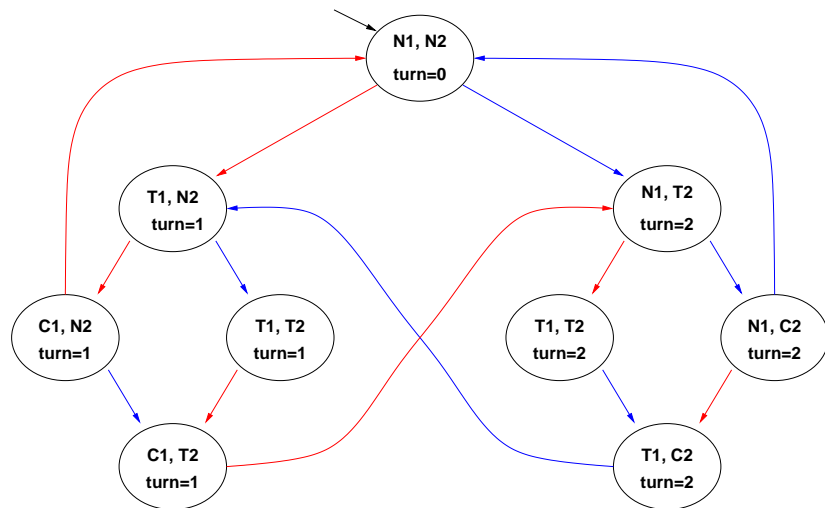 N1, N2
turn=0
T1, N2
turn=1
N1, T2
turn=2
C1, N2
turn=1
T1, T2
turn=1
T1, T2
turn=2
N1, C2
turn=2
C1, T2
turn=1
T1, C2
turn=2